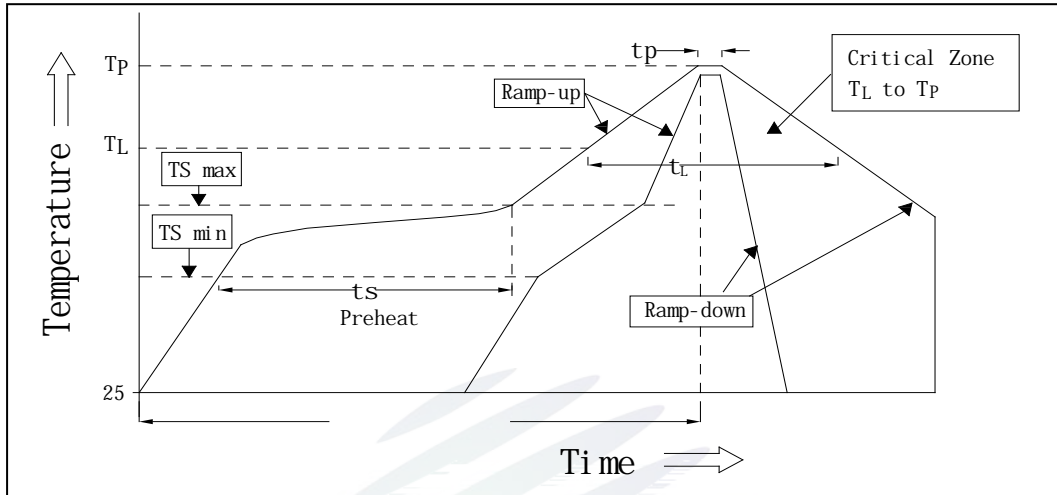 tp
Critical Zone
TL to TP
TP
Ramp-up
TL
TS max
tL
TS min
ts
Preheat
Ramp-down
25
Temperature
Time